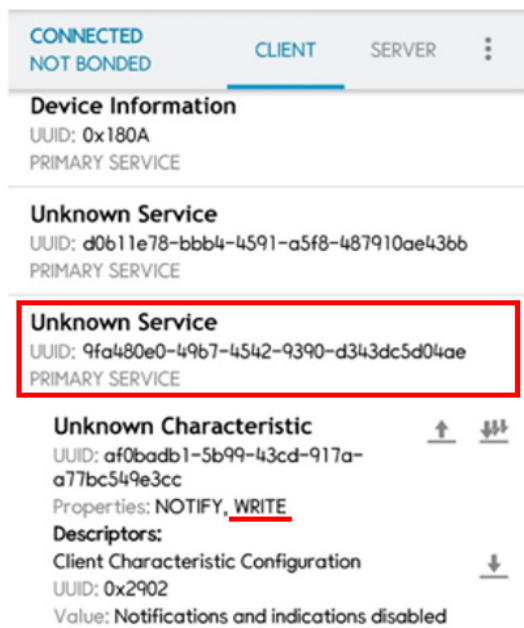 CONNECTED
NOT BONDED
CLIENT
SERVER
Device Information
UUID: 0x180A
PRIMARY SERVICE
Unknown Service
UUID: d0611e78-bbb4-4591-a5f8-487910ae4366
PRIMARY SERVICE
Unknown Service
UUID: 9fa480e0-49b7-4542-9390-d343dc5d04ae
PRIMARY SERVICE
Unknown Characteristic
UUID: af0badb1-5b99-43cd-917a-
a77bc549e3cc
Properties: NOTIFY, WRITE
Descriptors:
Client Characteristic Configuration
UUID: 0x2902
Value: Notifications and indications disabled